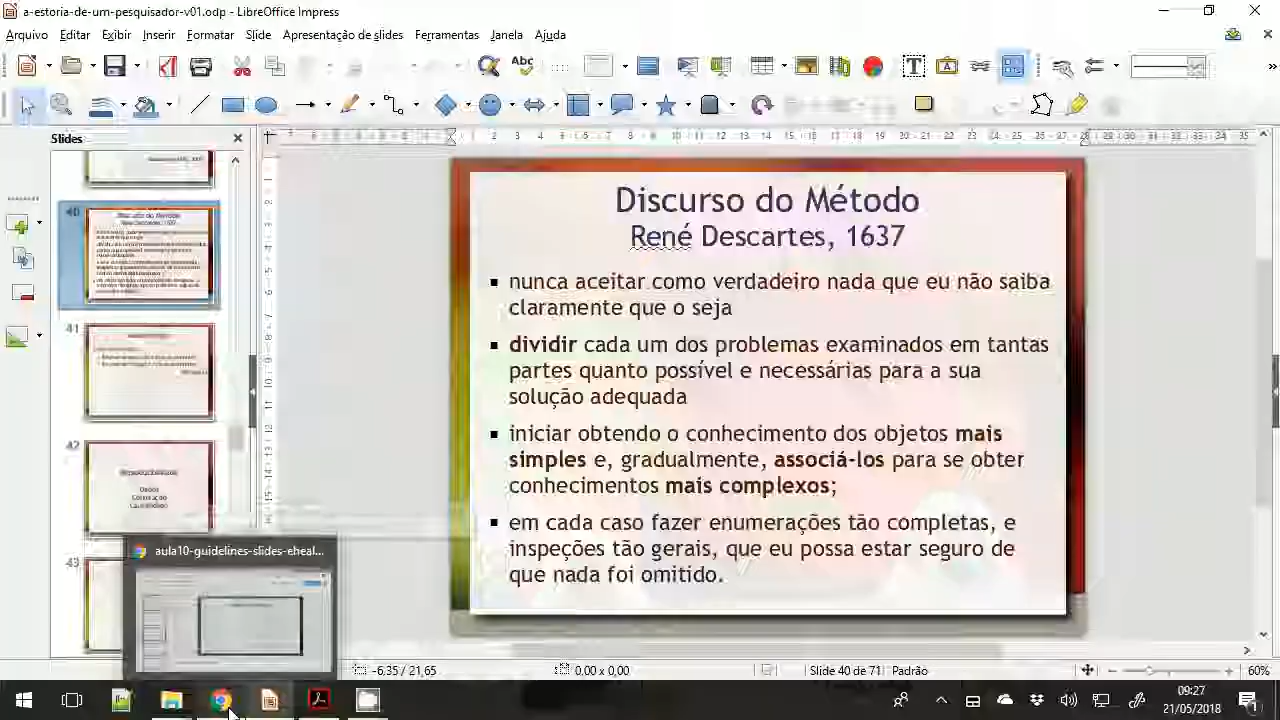 a-estoria-de-um-pesquisador-v01.odp - LibreOffice Impress
Arquivo Editar Exibir Inserir Formatar Slide Apresentação de slides Ferramentas Janela Ajuda
Abc
Slides
40
41
42
43
Discurso do Método
René Descartes, 1637
nunca aceitar como verdadeiro nada que eu não saiba
claramente que o seja
dividir cada um dos problemas examinados em tantas
partes quanto possível e necessárias para a sua
solução adequada
iniciar obtendo o conhecimento dos objetos mais
simples e, gradualmente, associá-los para se obter
conhecimentos mais complexos;
em cada caso fazer enumerações tão completas, e
inspeções tão gerais, que eu possa estar seguro de
que nada foi omitido.
aula10-guidelines-slides-eheal...
-6,35 / 21,65
0,00 x 0,00
Slide 40 de 71
Padrão
60%
09:27
21/05/2018